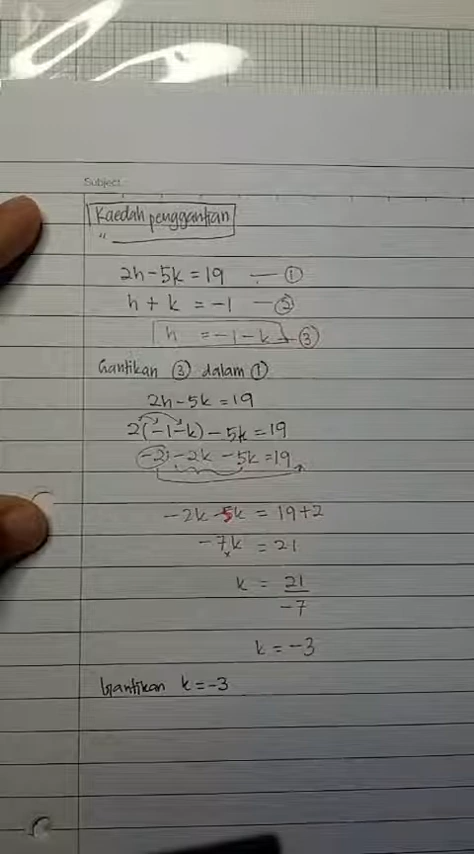 Subject:
Kaedah penggantian
2h - 5k = 19 — ①
h + k = -1 — ②
h = -1 - k — ③
Gantikan ③ dalam ①
2h - 5k = 19
2(-1 - k) - 5k = 19
-2 - 2k - 5k = 19
-2k - 5k = 19 + 2
-7k = 21
k = 21/-7
k = -3
Gantikan k = -3